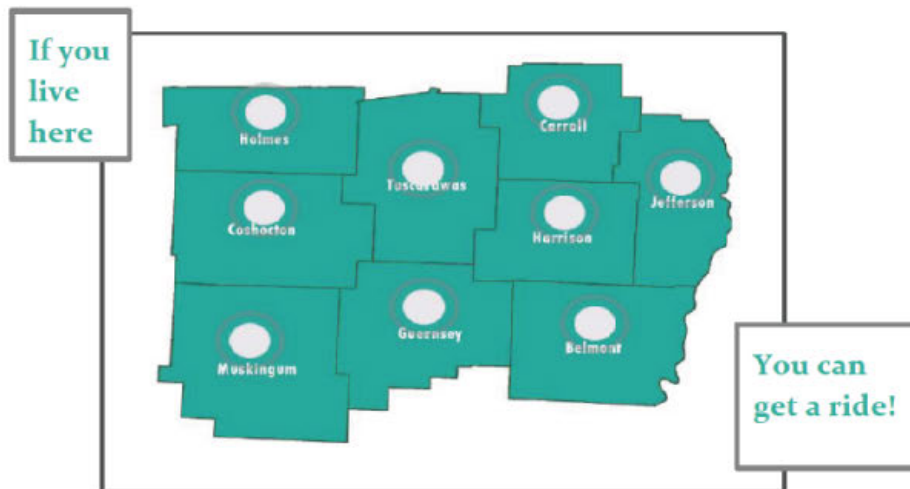 If you
live
here
Holmes
Carroll
Tuscarawas
Jefferson
Coshocton
Harrison
Guernsey
Belmont
Muskingum
You can
get a ride!